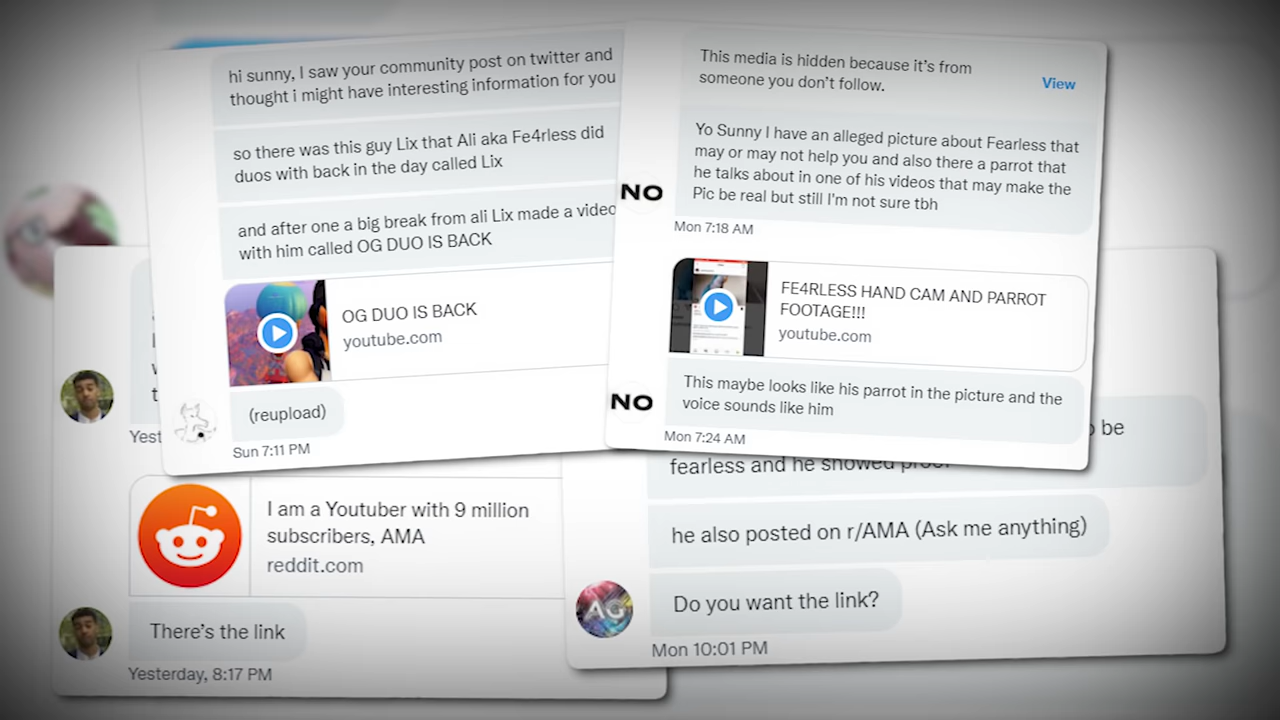 hi sunny, I saw your community post on twitter and
thought i might have interesting information for you
so there was this guy Lix that Ali aka Fe4rless did
duos with back in the day called Lix
and after one a big break from ali Lix made a video
with him called OG DUO IS BACK
OG DUO IS BACK
youtube.com
(reupload)
Sun 7:11 PM
This media is hidden because it's from
someone you don't follow.
View
Yo Sunny I have an alleged picture about Fearless that
may or may not help you and also there a parrot that
he talks about in one of his videos that may make the
Pic be real but still I'm not sure tbh
NO
Mon 7:18 AM
FE4RLESS HAND CAM AND PARROT
FOOTAGE!!!
youtube.com
This maybe looks like his parrot in the picture and the
voice sounds like him
NO
Mon 7:24 AM
I am a Youtuber with 9 million
subscribers, AMA
reddit.com
There's the link
Yesterday, 8:17 PM
be
fearless and he showed proof
he also posted on r/AMA (Ask me anything)
Do you want the link?
AG
Mon 10:01 PM